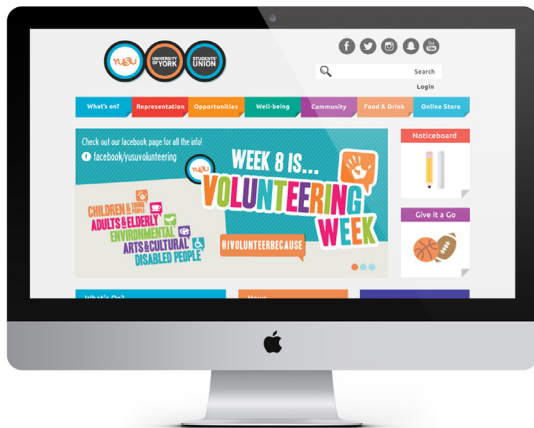 YUSU
UNIVERSITY
OF YORK
STUDENTS'
UNION
You
Tube
Search
Login
What's on?
Representation
Opportunities
Well-being
Community
Food & Drink
Online Store
Check out our facebook page for all the info!
f facebook/yusuvolunteering
YUSU
WEEK 8 IS...
VOLUNTEERING
WEEK
CHILDREN & YOUNG PEOPLE
ADULTS & ELDERLY
ENVIRONMENTAL
ARTS & CULTURAL
DISABLED PEOPLE
#IVOLUNTEERBECAUSE
Noticeboard
Give it a Go
What's On?
News